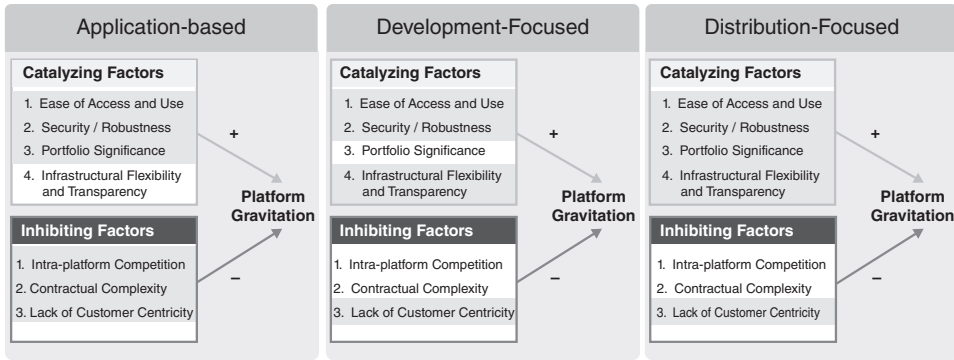 Application-based
Catalyzing Factors
1. Ease of Access and Use
2. Security / Robustness
3. Portfolio Significance
4. Infrastructural Flexibility
and Transparency
+
Platform
Gravitation
Inhibiting Factors
1. Intra-platform Competition
2. Contractual Complexity
3. Lack of Customer Centricity
–
Development-Focused
Catalyzing Factors
1. Ease of Access and Use
2. Security / Robustness
3. Portfolio Significance
4. Infrastructural Flexibility
and Transparency
+
Platform
Gravitation
Inhibiting Factors
1. Intra-platform Competition
2. Contractual Complexity
3. Lack of Customer Centricity
–
Distribution-Focused
Catalyzing Factors
1. Ease of Access and Use
2. Security / Robustness
3. Portfolio Significance
4. Infrastructural Flexibility
and Transparency
+
Platform
Gravitation
Inhibiting Factors
1. Intra-platform Competition
2. Contractual Complexity
3. Lack of Customer Centricity
–